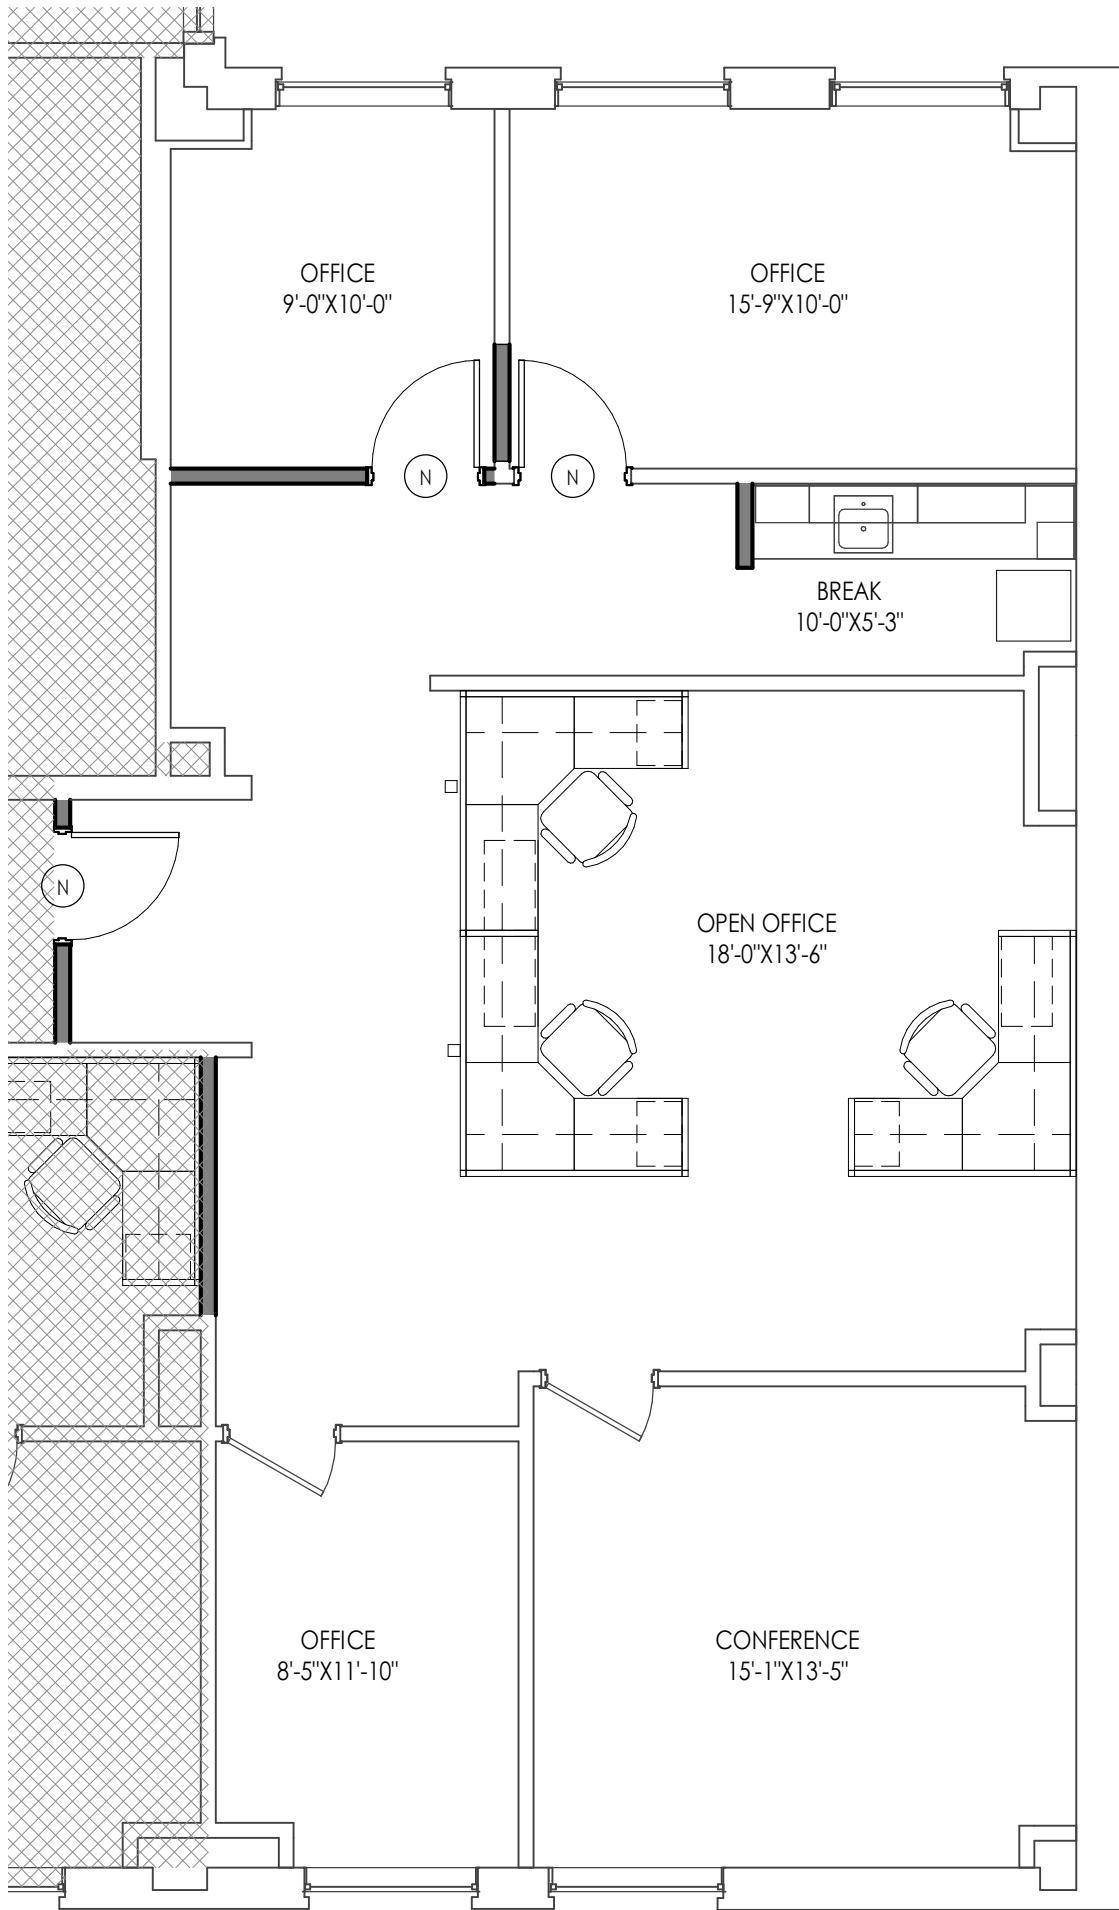 OFFICE
9'-0"X10'-0"
OFFICE
15'-9"X10'-0"
N
N
BREAK
10'-0"X5'-3"
N
OPEN OFFICE
18'-0"X13'-6"
OFFICE
8'-5"X11'-10"
CONFERENCE
15'-1"X13'-5"